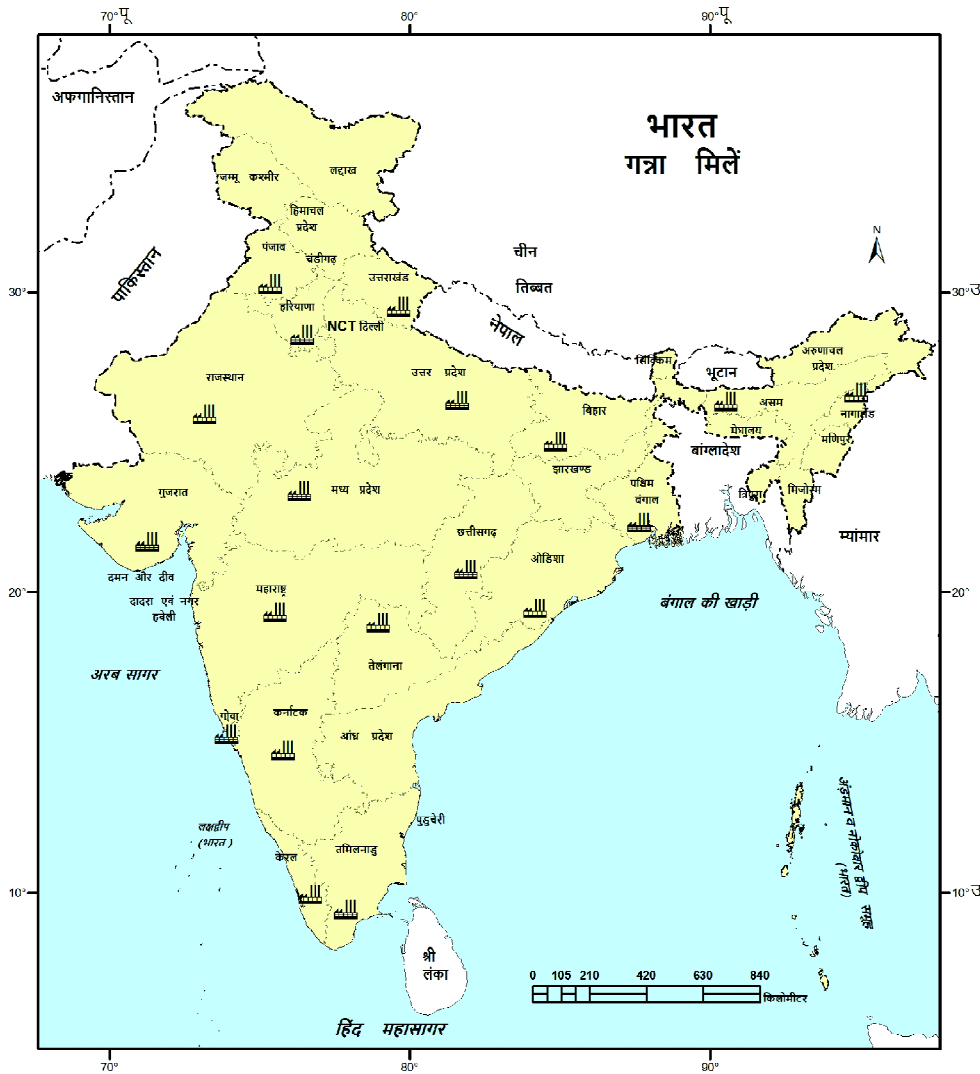 70°पू
80°
90°पू
अफगानिस्तान
भारत
गन्ना मिलें
जम्मू कश्मीर
लद्दाख
हिमाचल
प्रदेश
N
पंजाब
चंडीगढ़
चीन
तिब्बत
पाकिस्तान
उत्तराखंड
30°
30°उ
हरियाणा
NCT दिल्ली
नेपाल
सिक्किम
अरुणाचल
प्रदेश
राजस्थान
उत्तर प्रदेश
भूटान
बिहार
असम
नागालैंड
मेघालय
मणिपुर
बांग्लादेश
झारखण्ड
गुजरात
मध्य प्रदेश
पश्चिम
बंगाल
त्रिपुरा
मिजोरम
छत्तीसगढ़
म्यांमार
ओडिशा
दमन और दीव
20°
20°
महाराष्ट्र
दादरा एवं नगर
हवेली
बंगाल की खाड़ी
अरब सागर
तेलंगाना
गोवा
कर्नाटक
आंध्र प्रदेश
लक्षद्वीप
(भारत)
पुडुचेरी
केरल
तमिलनाडु
अंडमान व नीकोबार द्वीप समूह
(भारत)
10°
10°उ
श्री
लंका
0 105 210 420 630 840
किलोमीटर
हिंद महासागर
70°
80°
90°